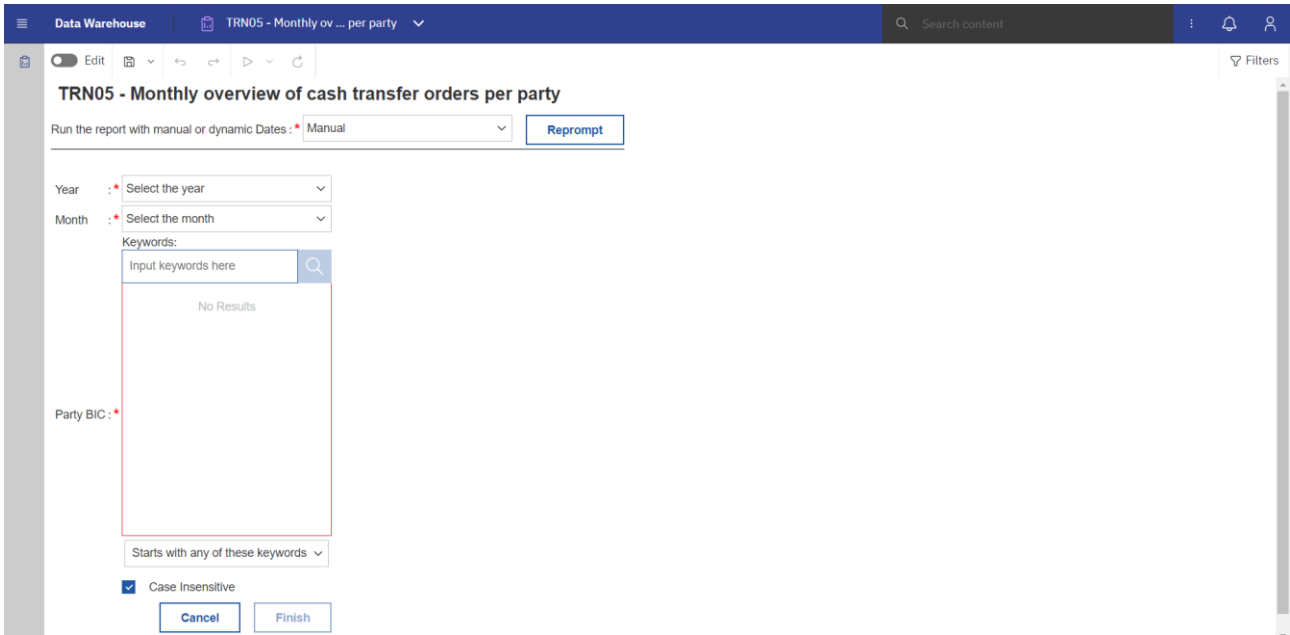 Data Warehouse
TRN05 - Monthly ov ... per party
Search content
Edit
Filters
TRN05 - Monthly overview of cash transfer orders per party
Run the report with manual or dynamic Dates : * Manual
Reprompt
Year : * Select the year
Month : * Select the month
Keywords:
Input keywords here
No Results
Party BIC : *
Starts with any of these keywords
Case Insensitive
Cancel
Finish